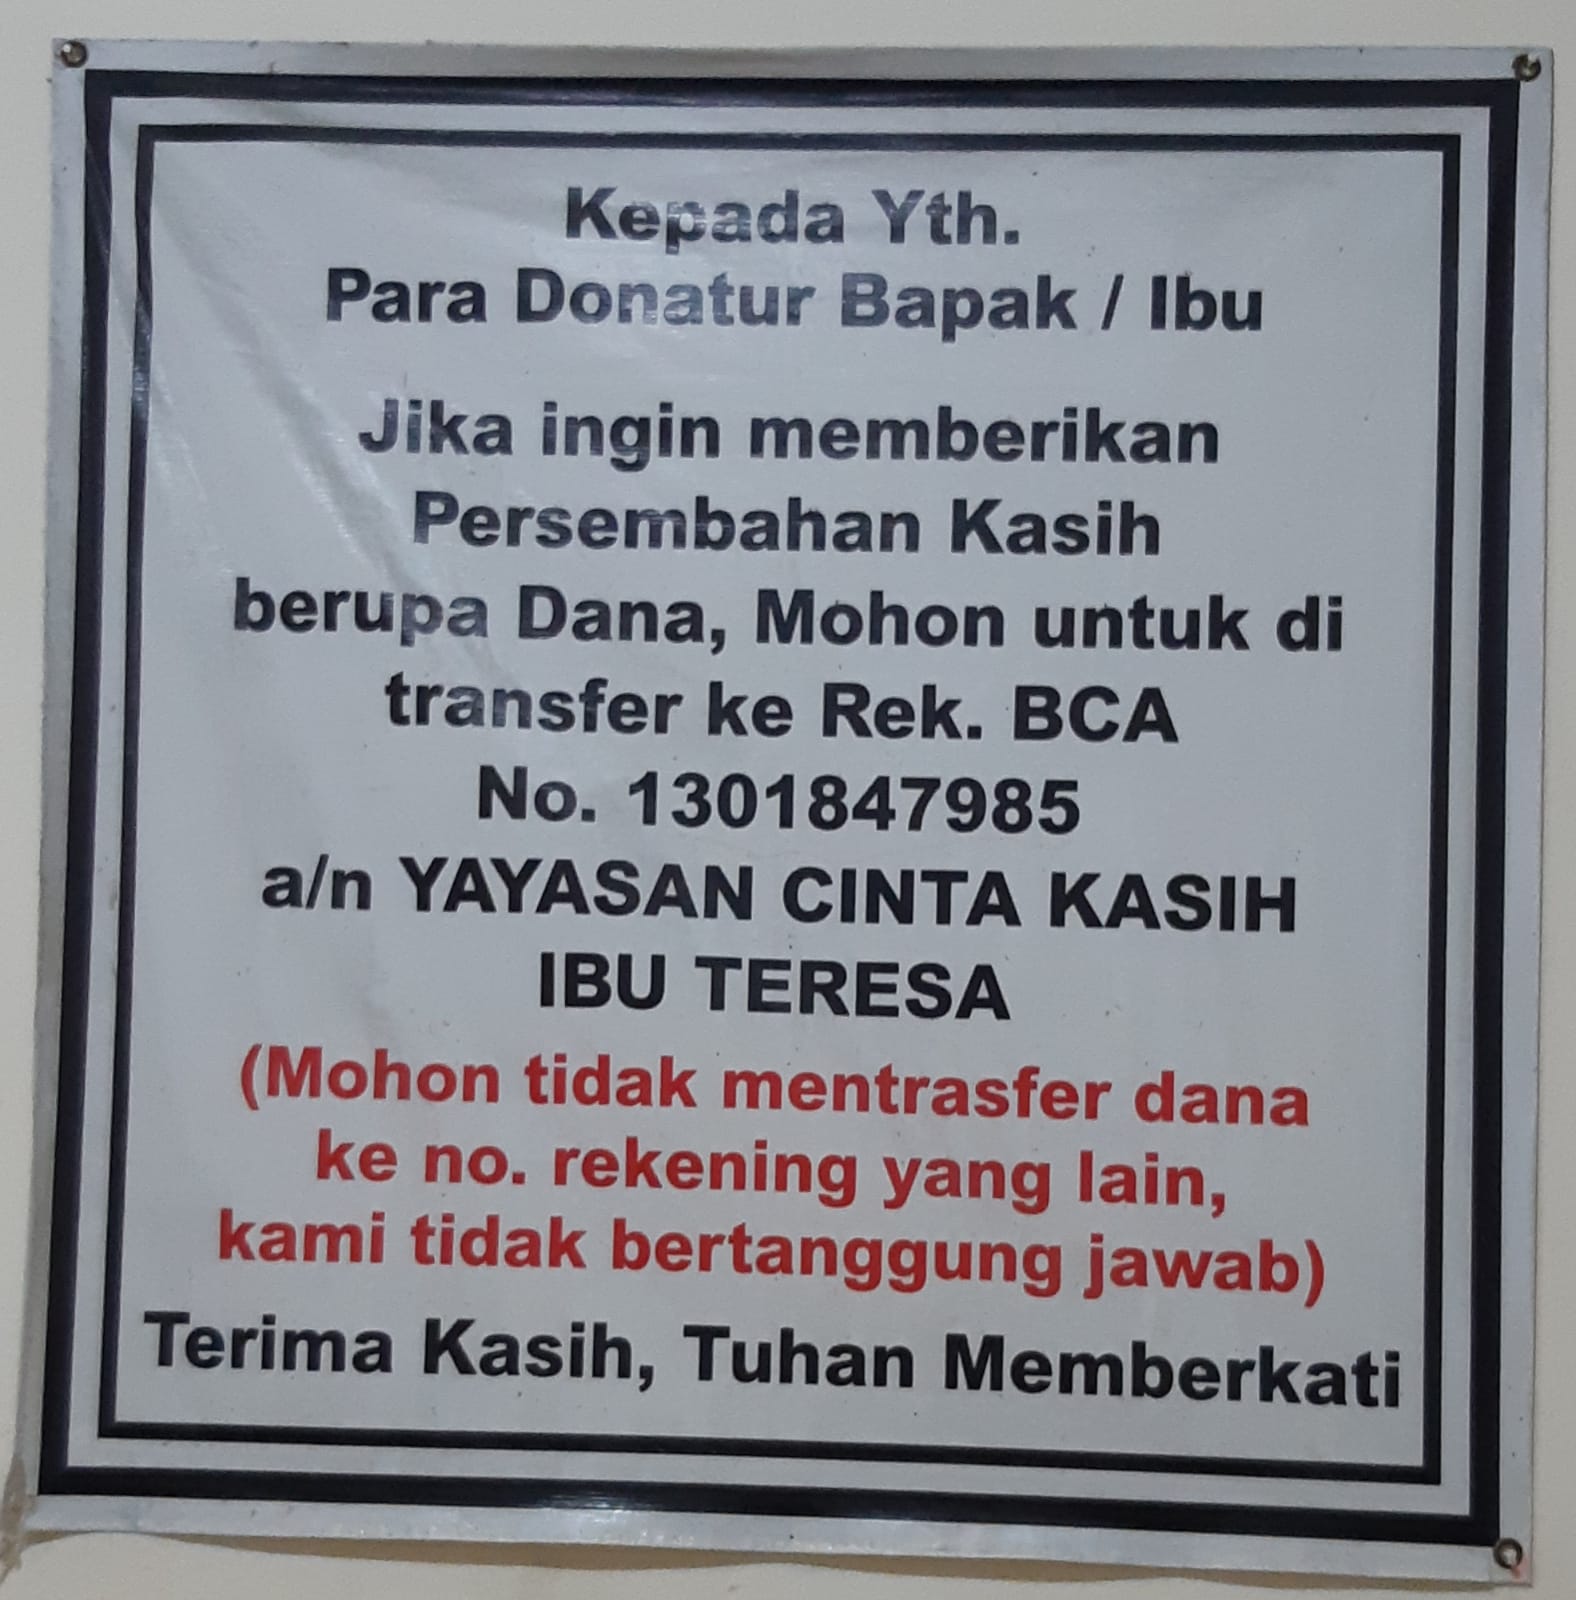 Kepada Yth.
Para Donatur Bapak / Ibu
Jika ingin memberikan
Persembahan Kasih
berupa Dana, Mohon untuk di
transfer ke Rek. BCA
No. 1301847985
a/n YAYASAN CINTA KASIH
IBU TERESA
(Mohon tidak mentrasfer dana
ke no. rekening yang lain,
kami tidak bertanggung jawab)
Terima Kasih, Tuhan Memberkati